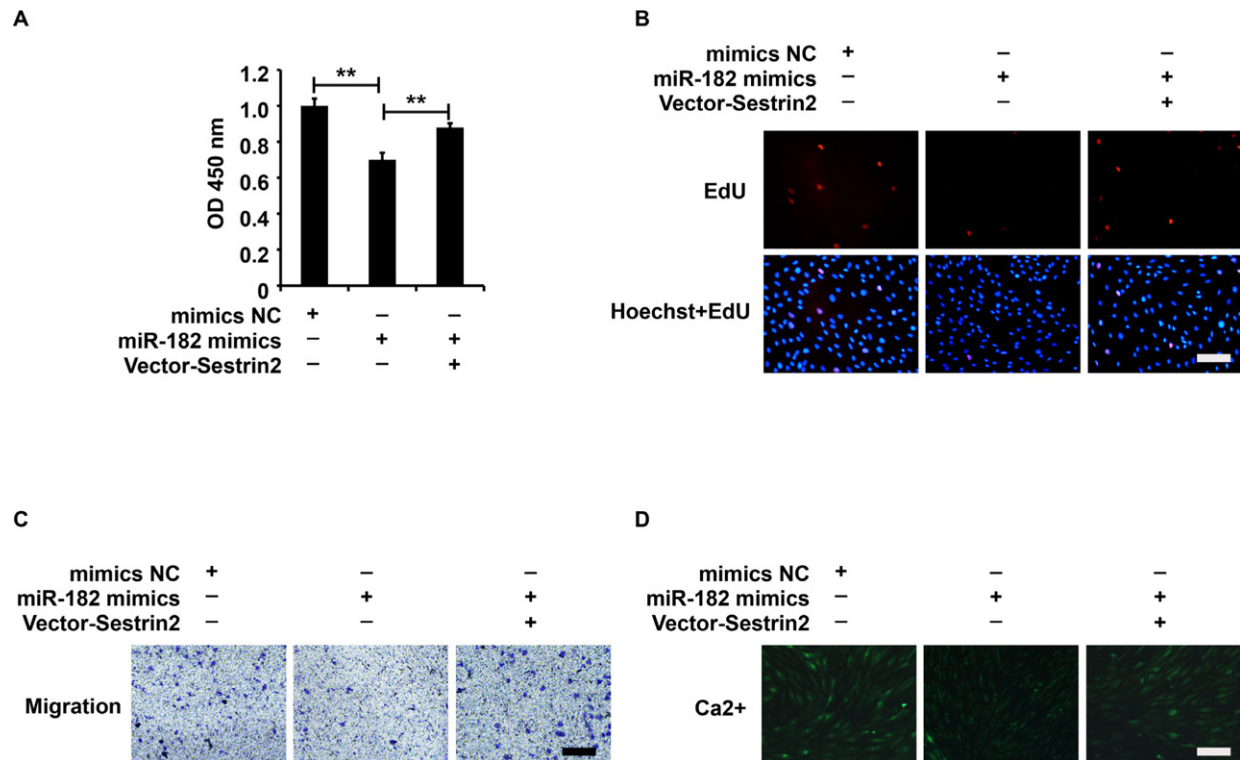 A
OD 450 nm
1.2
1.0
0.8
0.6
0.4
0.2
0
**
**
mimics NC + – –
miR-182 mimics – + +
Vector-Sestrin2 – – +
B
mimics NC + – –
miR-182 mimics – + +
Vector-Sestrin2 – – +
EdU
Hoechst+EdU
C
mimics NC + – –
miR-182 mimics – + +
Vector-Sestrin2 – – +
Migration
D
mimics NC + – –
miR-182 mimics – + +
Vector-Sestrin2 – – +
Ca2+